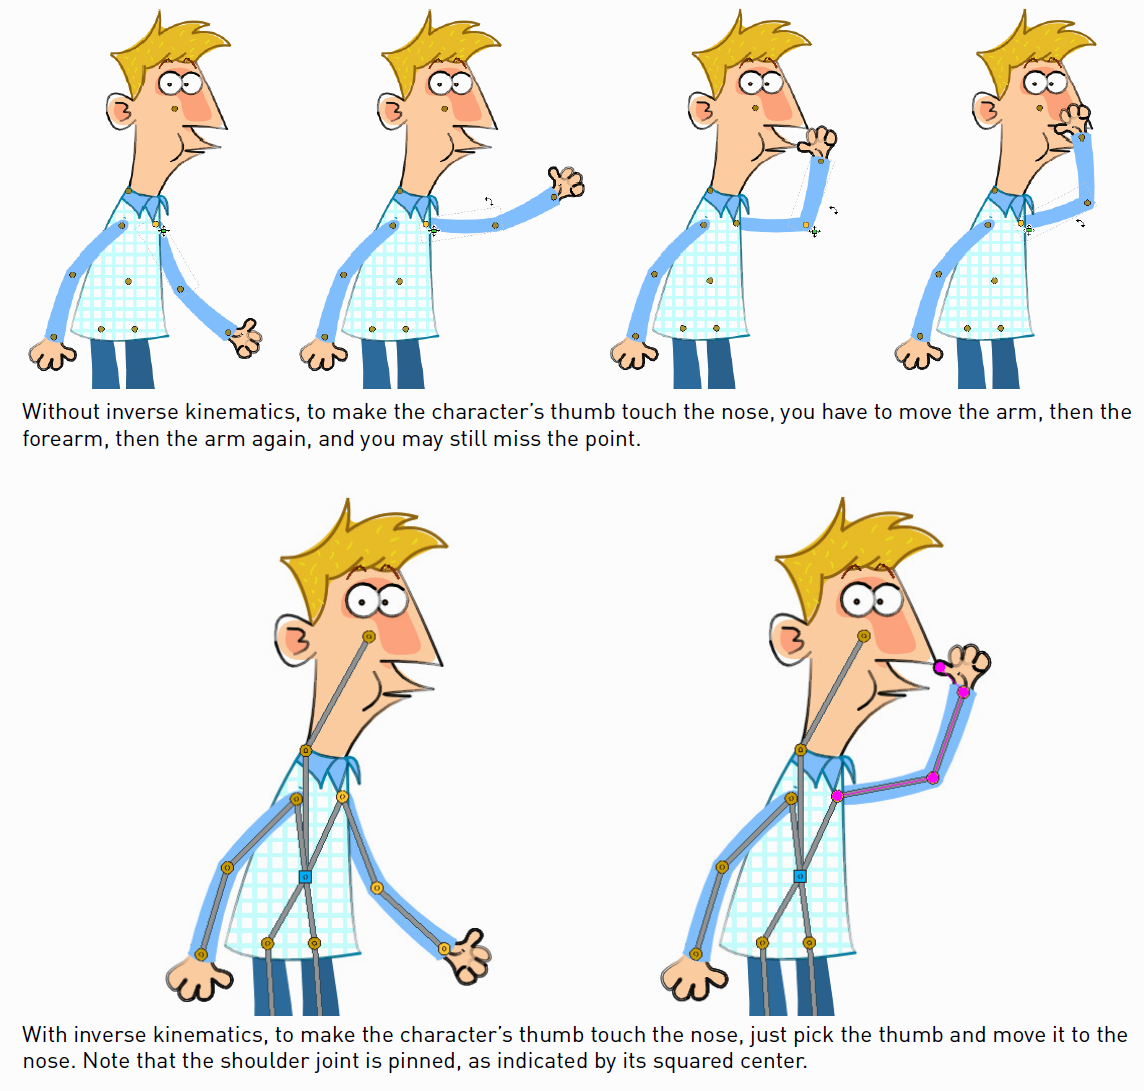 Without inverse kinematics, to make the character's thumb touch the nose, you have to move the arm, then the
forearm, then the arm again, and you may still miss the point.
With inverse kinematics, to make the character's thumb touch the nose, just pick the thumb and move it to the
nose. Note that the shoulder joint is pinned, as indicated by its squared center.